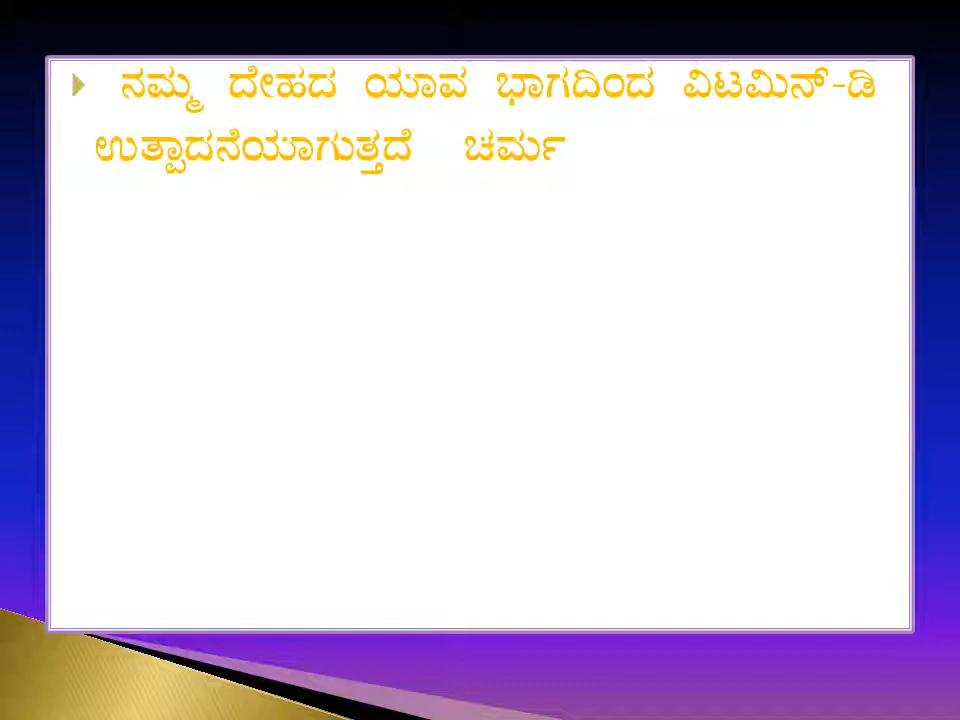 ನಮ್ಮ ದೇಹದ ಯಾವ ಭಾಗದಿಂದ ವಿಟಮಿನ್-ಡಿ
ಉತ್ಪಾದನೆಯಾಗುತ್ತದೆ ಚರ್ಮ